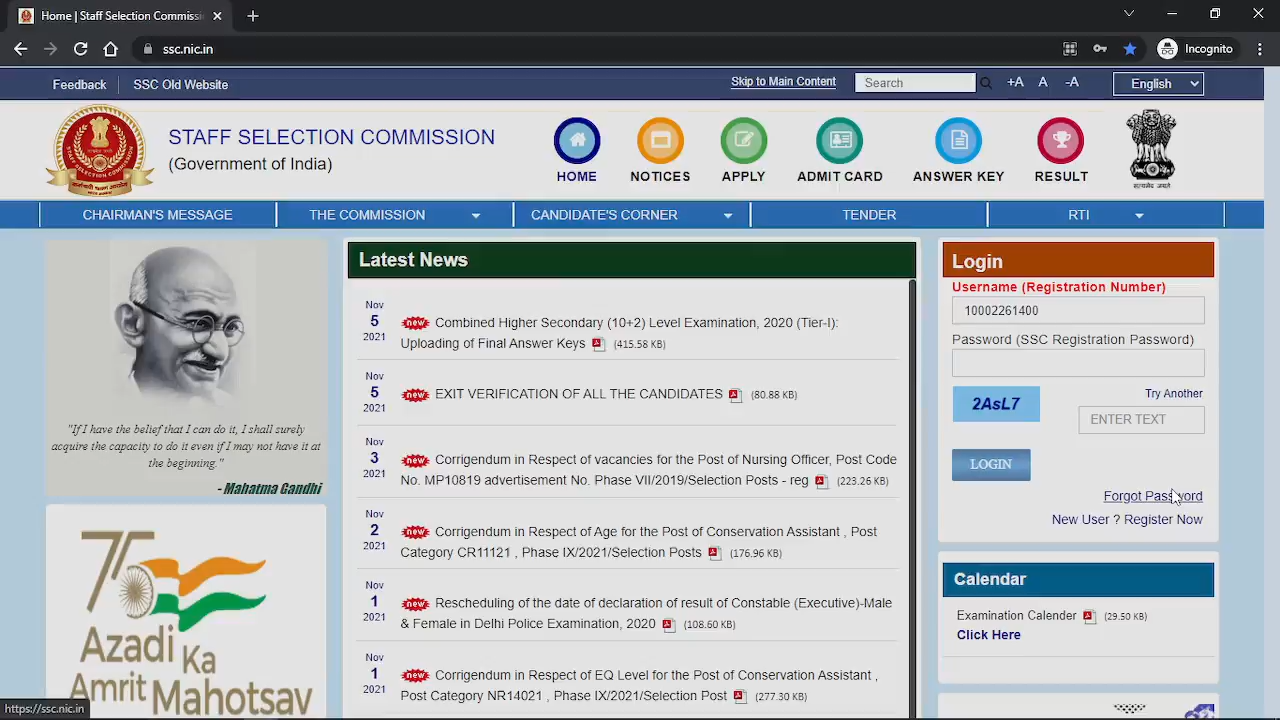 Home | Staff Selection Commissi
ssc.nic.in
Incognito
Feedback
SSC Old Website
Skip to Main Content
Search
+A
A
-A
English
STAFF SELECTION COMMISSION
(Government of India)
HOME
NOTICES
APPLY
ADMIT CARD
ANSWER KEY
RESULT
CHAIRMAN'S MESSAGE
THE COMMISSION
CANDIDATE'S CORNER
TENDER
RTI
"If I have the belief that I can do it, I shall surely
acquire the capacity to do it even if I may not have it at
the beginning."
- Mahatma Gandhi
75
Azadi Ka
Amrit Mahotsav
Latest News
Nov
5
2021
new
Combined Higher Secondary (10+2) Level Examination, 2020 (Tier-I):
Uploading of Final Answer Keys (415.58 KB)
Nov
5
2021
new
EXIT VERIFICATION OF ALL THE CANDIDATES (80.88 KB)
Nov
3
2021
new
Corrigendum in Respect of vacancies for the Post of Nursing Officer, Post Code
No. MP10819 advertisement No. Phase VII/2019/Selection Posts - reg (223.26 KB)
Nov
2
2021
new
Corrigendum in Respect of Age for the Post of Conservation Assistant , Post
Category CR11121 , Phase IX/2021/Selection Posts (176.96 KB)
Nov
1
2021
new
Rescheduling of the date of declaration of result of Constable (Executive)-Male
& Female in Delhi Police Examination, 2020 (108.60 KB)
Nov
1
2021
new
Corrigendum in Respect of EQ Level for the Post of Conservation Assistant ,
Post Category NR14021 , Phase IX/2021/Selection Post (277.30 KB)
Login
Username (Registration Number)
10002261400
Password (SSC Registration Password)
Try Another
2AsL7
ENTER TEXT
LOGIN
Forgot Password
New User ? Register Now
Calendar
Examination Calender (29.50 KB)
Click Here
https://ssc.nic.in